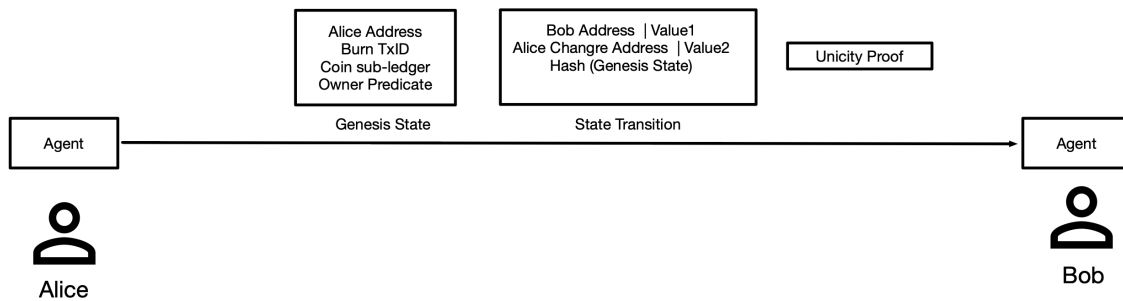 Alice Address
Burn TxID
Coin sub-ledger
Owner Predicate
Bob Address | Value1
Alice Changre Address | Value2
Hash (Genesis State)
Unicity Proof
Genesis State
State Transition
Agent
Agent
Alice
Bob